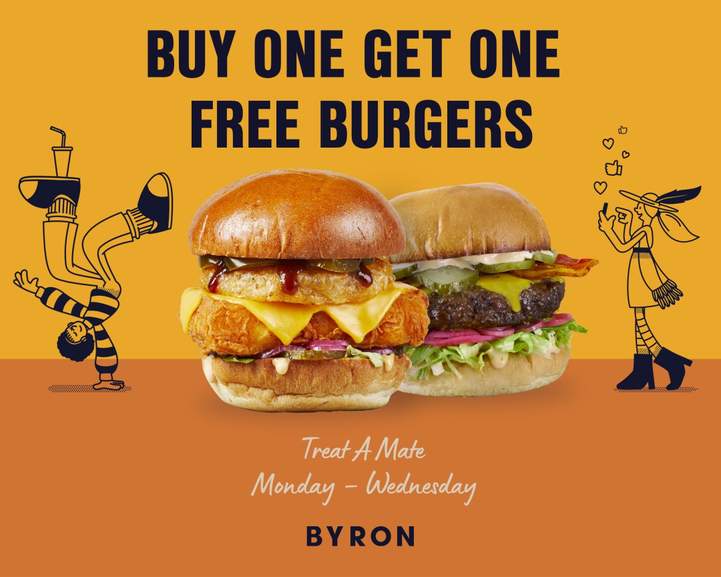 BUY ONE GET ONE
FREE BURGERS
Treat A Mate
Monday – Wednesday
BYRON